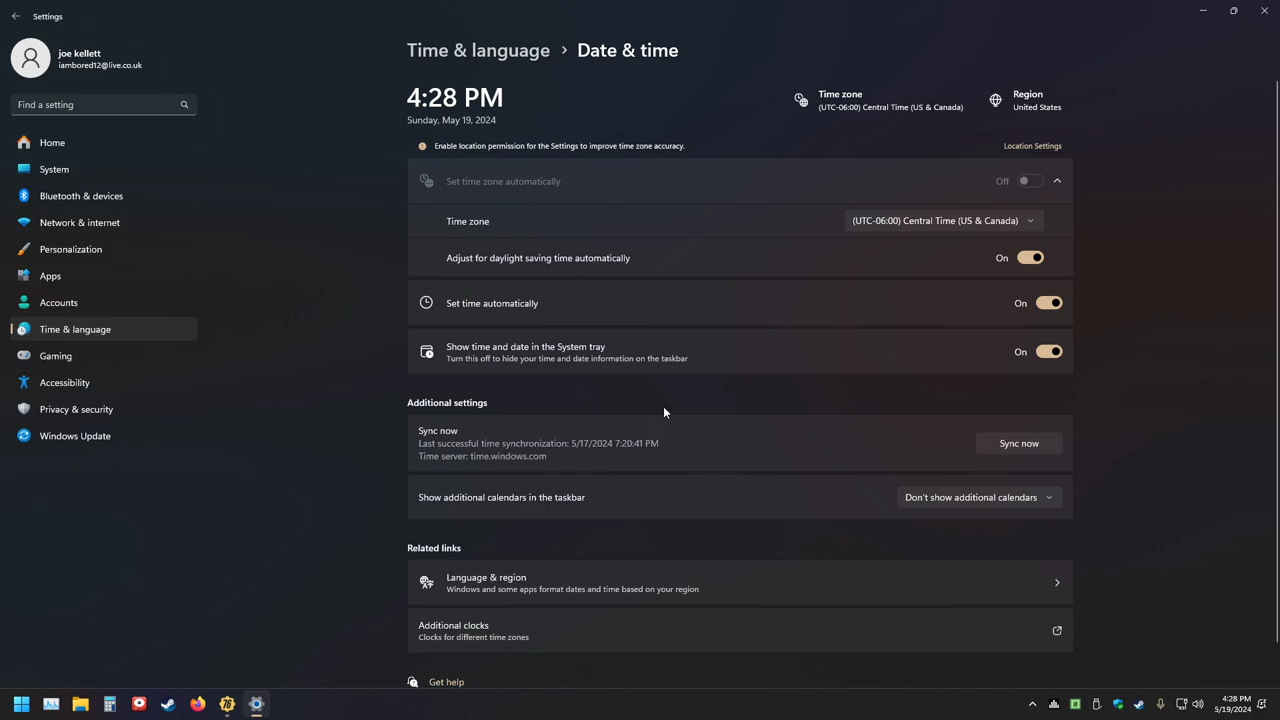 Settings
joe kellett
iambored12@live.co.uk
Find a setting
Home
System
Bluetooth & devices
Network & internet
Personalization
Apps
Accounts
Time & language
Gaming
Accessibility
Privacy & security
Windows Update
Time & language > Date & time
4:28 PM
Sunday, May 19, 2024
Time zone
(UTC-06:00) Central Time (US & Canada)
Region
United States
Enable location permission for the Settings to improve time zone accuracy.
Location Settings
Set time zone automatically
Off
Time zone
(UTC-06:00) Central Time (US & Canada)
Adjust for daylight saving time automatically
On
Set time automatically
On
Show time and date in the System tray
Turn this off to hide your time and date information on the taskbar
On
Additional settings
Sync now
Last successful time synchronization: 5/17/2024 7:20:41 PM
Time server: time.windows.com
Sync now
Show additional calendars in the taskbar
Don't show additional calendars
Related links
Language & region
Windows and some apps format dates and time based on your region
Additional clocks
Clocks for different time zones
Get help
76
4:28 PM
5/19/2024